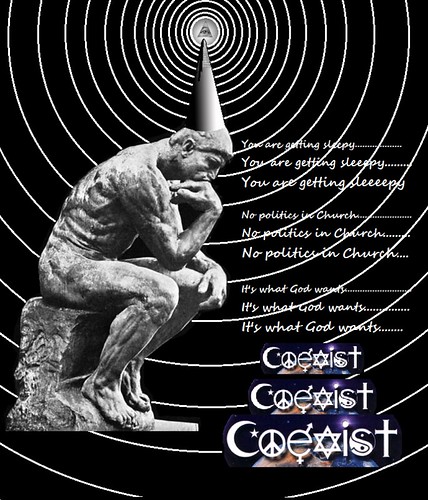 You are getting sleepy..................
You are getting sleeepy........
You are getting sleeeepy
No politics in Church.....................
No politics in Church........
No politics in Church....
It's what God wants.........................
It's what God wants.............
It's what God wants.......
Coexist
Coexist
Coexist